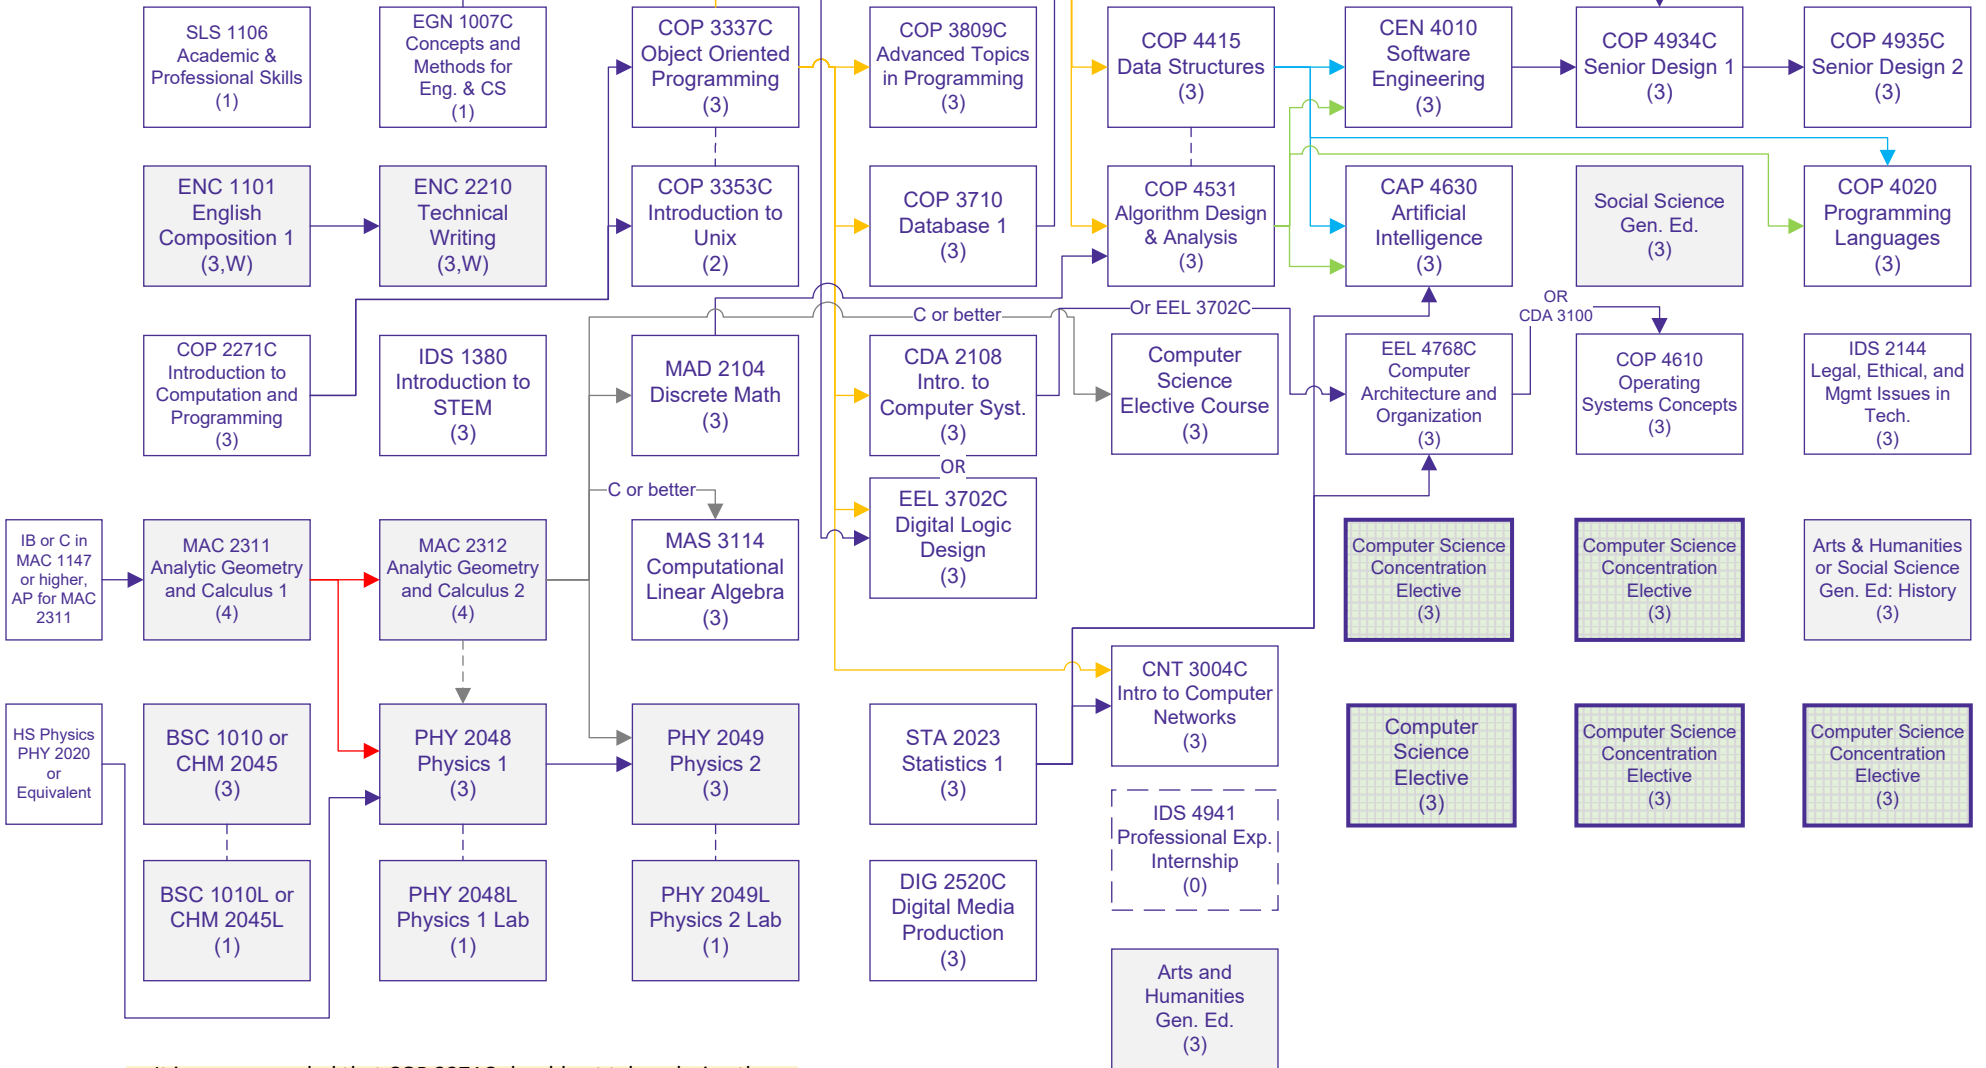 SLS 1106
Academic &
Professional Skills
(1)
EGN 1007C
Concepts and
Methods for
Eng. & CS
(1)
COP 3337C
Object Oriented
Programming
(3)
COP 3809C
Advanced Topics
in Programming
(3)
COP 4415
Data Structures
(3)
CEN 4010
Software
Engineering
(3)
COP 4934C
Senior Design 1
(3)
COP 4935C
Senior Design 2
(3)
ENC 1101
English
Composition 1
(3,W)
ENC 2210
Technical
Writing
(3,W)
COP 3353C
Introduction to
Unix
(2)
COP 3710
Database 1
(3)
COP 4531
Algorithm Design
& Analysis
(3)
CAP 4630
Artificial
Intelligence
(3)
Social Science
Gen. Ed.
(3)
COP 4020
Programming
Languages
(3)
C or better
Or EEL 3702C
OR
CDA 3100
COP 2271C
Introduction to
Computation and
Programming
(3)
IDS 1380
Introduction to
STEM
(3)
MAD 2104
Discrete Math
(3)
CDA 2108
Intro. to
Computer Syst.
(3)
Computer
Science
Elective Course
(3)
EEL 4768C
Computer
Architecture and
Organization
(3)
COP 4610
Operating
Systems Concepts
(3)
IDS 2144
Legal, Ethical, and
Mgmt Issues in
Tech.
(3)
OR
C or better
EEL 3702C
Digital Logic
Design
(3)
IB or C in
MAC 1147
or higher,
AP for MAC
2311
MAC 2311
Analytic Geometry
and Calculus 1
(4)
MAC 2312
Analytic Geometry
and Calculus 2
(4)
MAS 3114
Computational
Linear Algebra
(3)
Computer Science
Concentration
Elective
(3)
Computer Science
Concentration
Elective
(3)
Arts & Humanities
or Social Science
Gen. Ed: History
(3)
HS Physics
PHY 2020
or
Equivalent
BSC 1010 or
CHM 2045
(3)
PHY 2048
Physics 1
(3)
PHY 2049
Physics 2
(3)
STA 2023
Statistics 1
(3)
CNT 3004C
Intro to Computer
Networks
(3)
Computer
Science
Elective
(3)
Computer Science
Concentration
Elective
(3)
Computer Science
Concentration
Elective
(3)
BSC 1010L or
CHM 2045L
(1)
PHY 2048L
Physics 1 Lab
(1)
PHY 2049L
Physics 2 Lab
(1)
DIG 2520C
Digital Media
Production
(3)
IDS 4941
Professional Exp.
Internship
(0)
Arts and
Humanities
Gen. Ed.
(3)